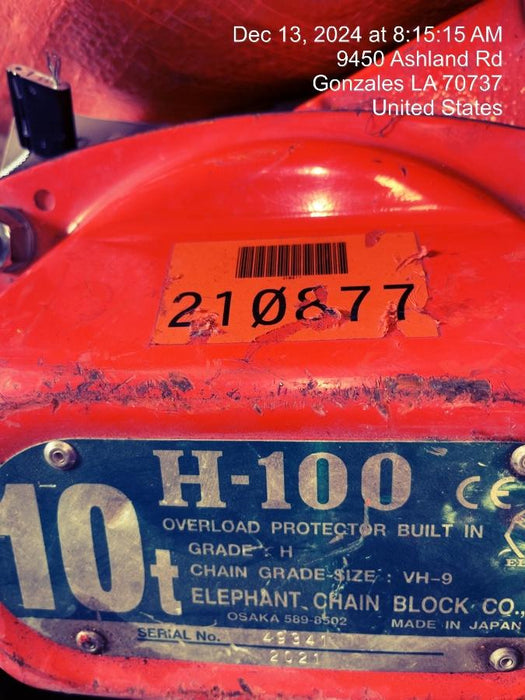 Dec 13, 2024 at 8:15:15 AM
9450 Ashland Rd
Gonzales LA 70737
United States
210877
10t
H-100
CE
OVERLOAD PROTECTOR BUILT IN
GRADE : H
CHAIN GRADE-SIZE : VH-9
ELEPHANT CHAIN BLOCK CO.,
OSAKA 589-8502 MADE IN JAPAN
SERIAL No. 49341
2021